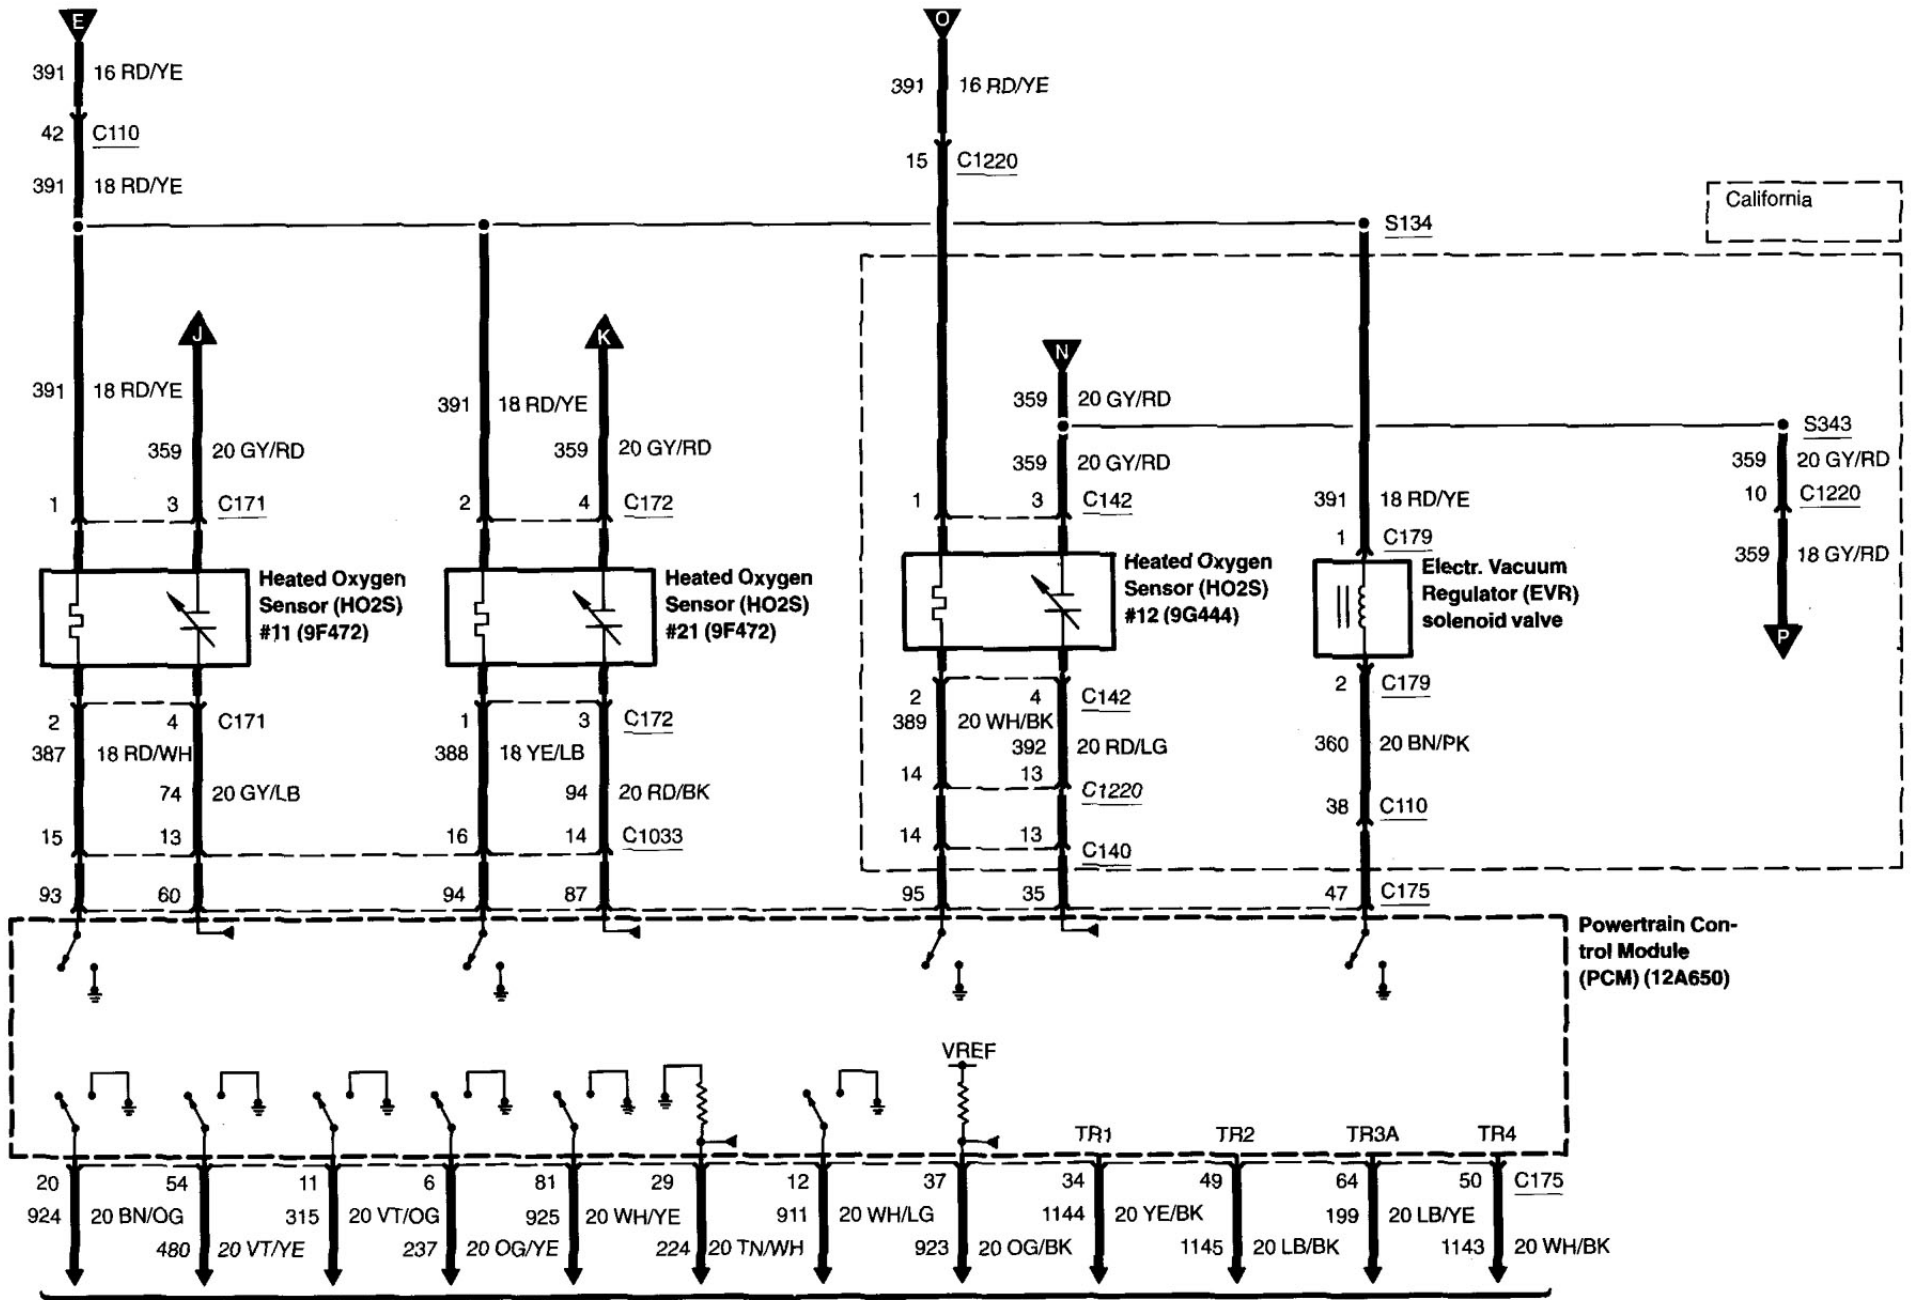 E
O
391 16 RD/YE
391 16 RD/YE
42 C110
15 C1220
391 18 RD/YE
California
S134
J
K
N
391 18 RD/YE
391 18 RD/YE
359 20 GY/RD
S343
359 20 GY/RD
359 20 GY/RD
359 20 GY/RD
359 20 GY/RD
1 3 C171
2 4 C172
1 3 C142
391 18 RD/YE
10 C1220
1 C179
359 18 GY/RD
Heated Oxygen
Sensor (HO2S)
#11 (9F472)
Heated Oxygen
Sensor (HO2S)
#21 (9F472)
Heated Oxygen
Sensor (HO2S)
#12 (9G444)
Electr. Vacuum
Regulator (EVR)
solenoid valve
P
2 4 C171
1 3 C172
2 4 C142
2 C179
387 18 RD/WH
388 18 YE/LB
389 20 WH/BK
392 20 RD/LG
360 20 BN/PK
74 20 GY/LB
94 20 RD/BK
14 13 C1220
38 C110
15 13
16 14 C1033
14 13 C140
93 60 94 87 95 35 47 C175
Powertrain Con-
trol Module
(PCM) (12A650)
VREF
TR1 TR2 TR3A TR4
20 54 11 6 81 29 12 37 34 49 64 50 C175
924 20 BN/OG 315 20 VT/OG 925 20 WH/YE 911 20 WH/LG 1144 20 YE/BK 199 20 LB/YE
480 20 VT/YE 237 20 OG/YE 224 20 TN/WH 923 20 OG/BK 1145 20 LB/BK 1143 20 WH/BK